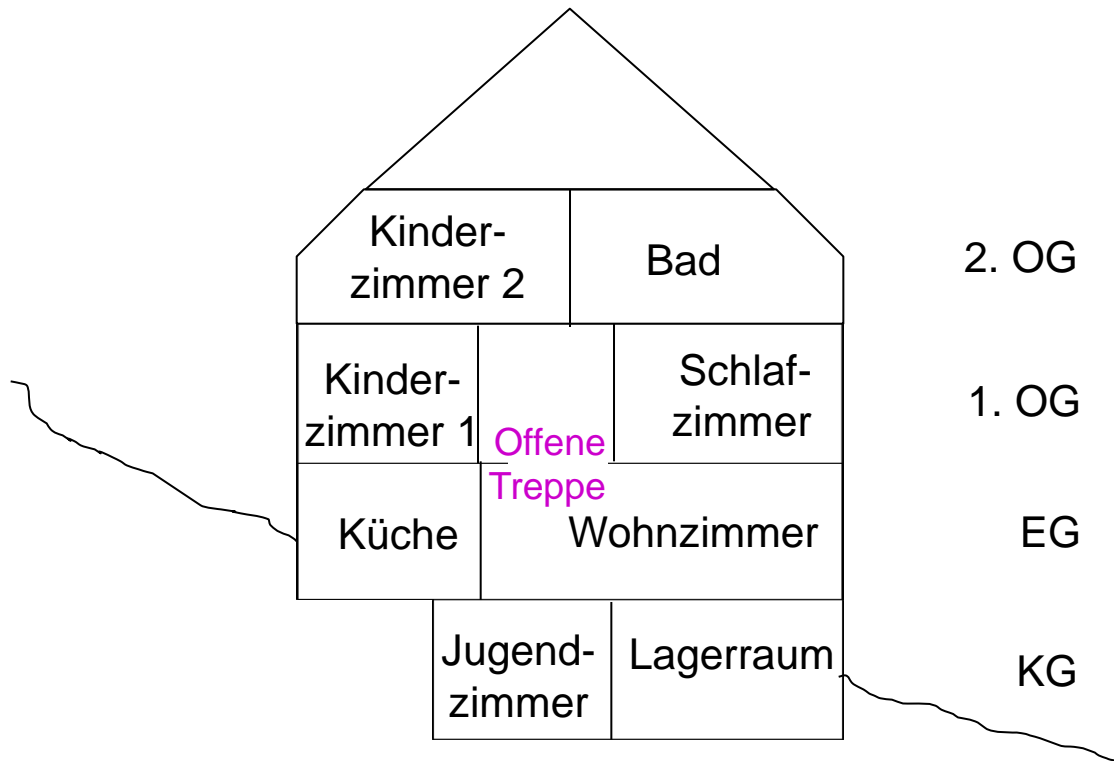 Kinder-
zimmer 2
Bad
2. OG
Kinder-
zimmer 1
Schlaf-
zimmer
1. OG
Offene
Treppe
Küche
Wohnzimmer
EG
Jugend-
zimmer
Lagerraum
KG